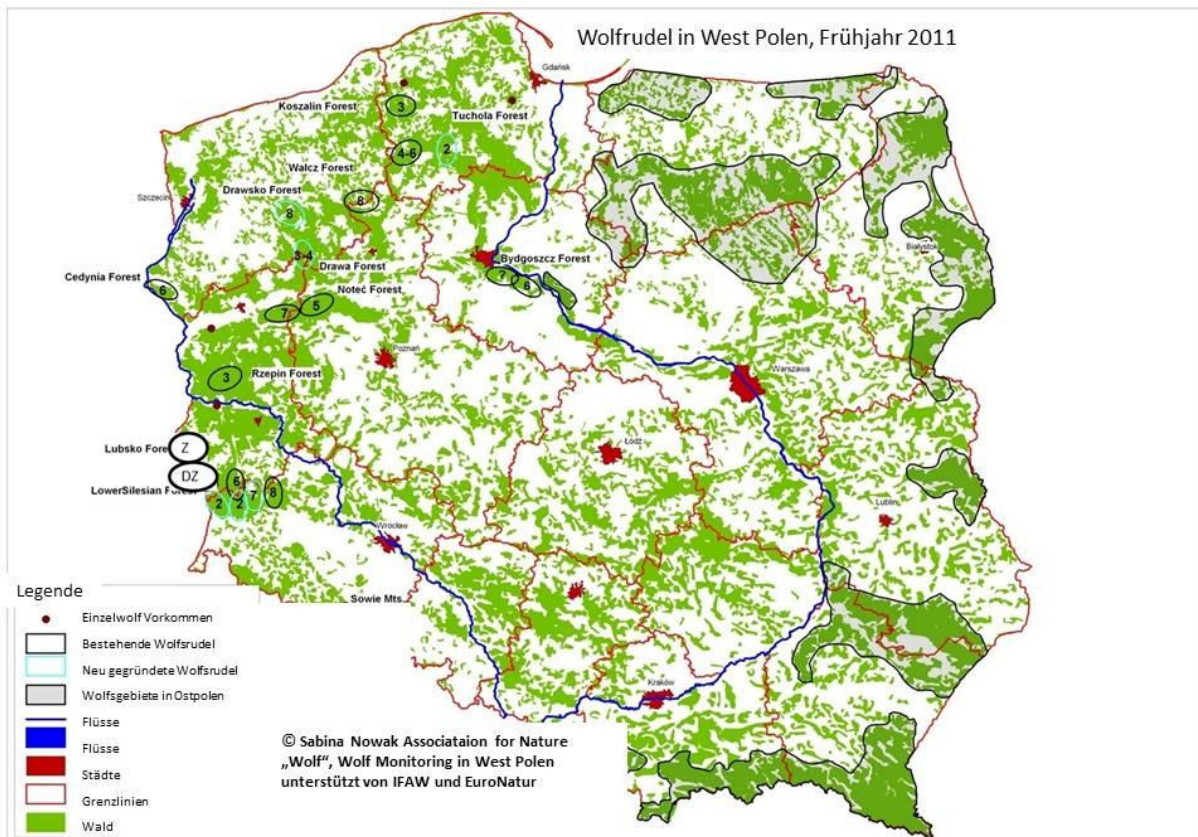 Wolfrudel in West Polen, Frühjahr 2011
Gdańsk
Koszalin Forest
3
Tuchola Forest
4-6
2
Wałcz Forest
Drawsko Forest
8
Szczecin
8
3-4
Białystok
Drawa Forest
Bydgoszcz Forest
Cedynia Forest
?
6
6
Noteć Forest
7
5
Poznań
Rzepin Forest
3
Warszawa
Łódź
Lubsko Fore
Z
DZ
LowerSilesian Forest
6
7
8
2
2
Lublin
Wrocław
Legende
Sowie Mts.
Einzelwolf Vorkommen
Bestehende Wolfsrudel
Neu gegründete Wolfsrudel
Wolfsgebiete in Ostpolen
Flüsse
Flüsse
Städte
Grenzlinien
Wald
Kraków
© Sabina Nowak Associataion for Nature
„Wolf“, Wolf Monitoring in West Polen
unterstützt von IFAW und EuroNatur